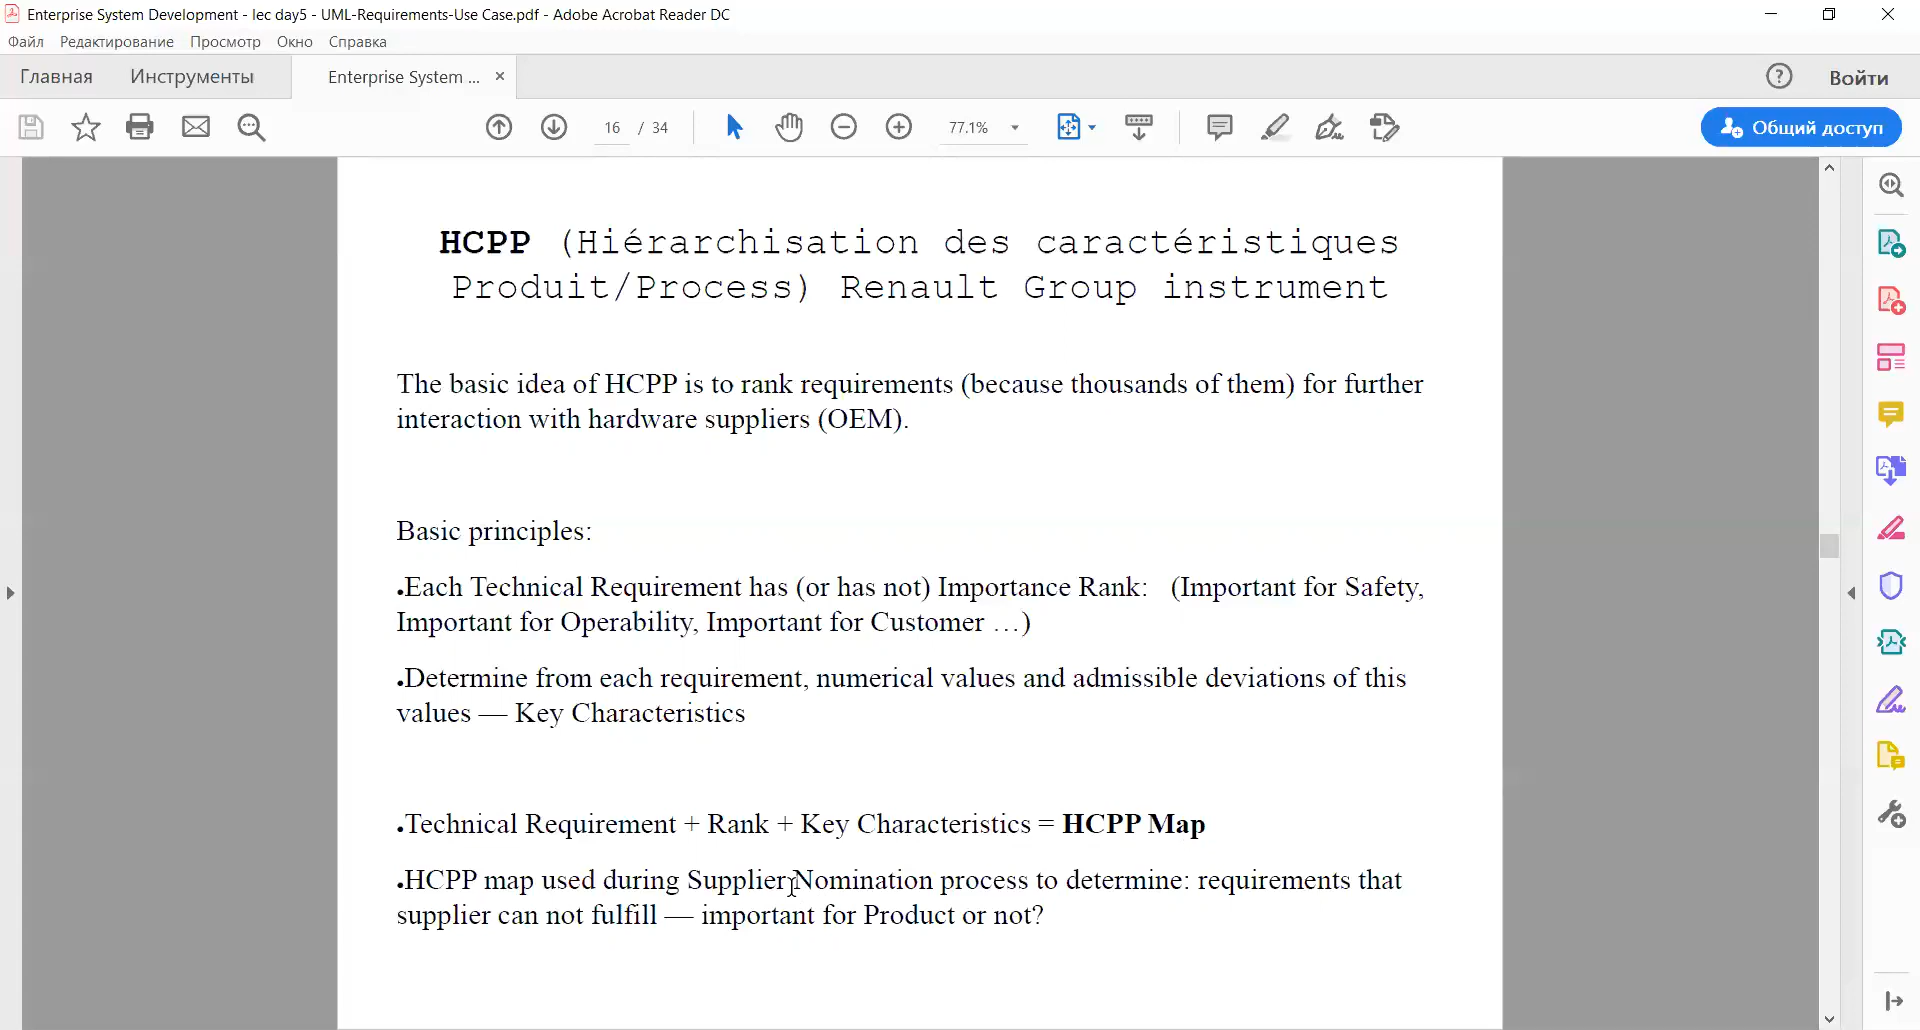 Enterprise System Development - lec day5 - UML-Requirements-Use Case.pdf - Adobe Acrobat Reader DC
Файл Редактирование Просмотр Окно Справка
Главная Инструменты Enterprise System ... × Войти
16 / 34 77.1% Общий доступ
HCPP (Hiérarchisation des caractéristiques
Produit/Process) Renault Group instrument
The basic idea of HCPP is to rank requirements (because thousands of them) for further
interaction with hardware suppliers (OEM).
Basic principles:
•Each Technical Requirement has (or has not) Importance Rank: (Important for Safety,
Important for Operability, Important for Customer …)
•Determine from each requirement, numerical values and admissible deviations of this
values — Key Characteristics
•Technical Requirement + Rank + Key Characteristics = HCPP Map
•HCPP map used during Supplier Nomination process to determine: requirements that
supplier can not fulfill — important for Product or not?